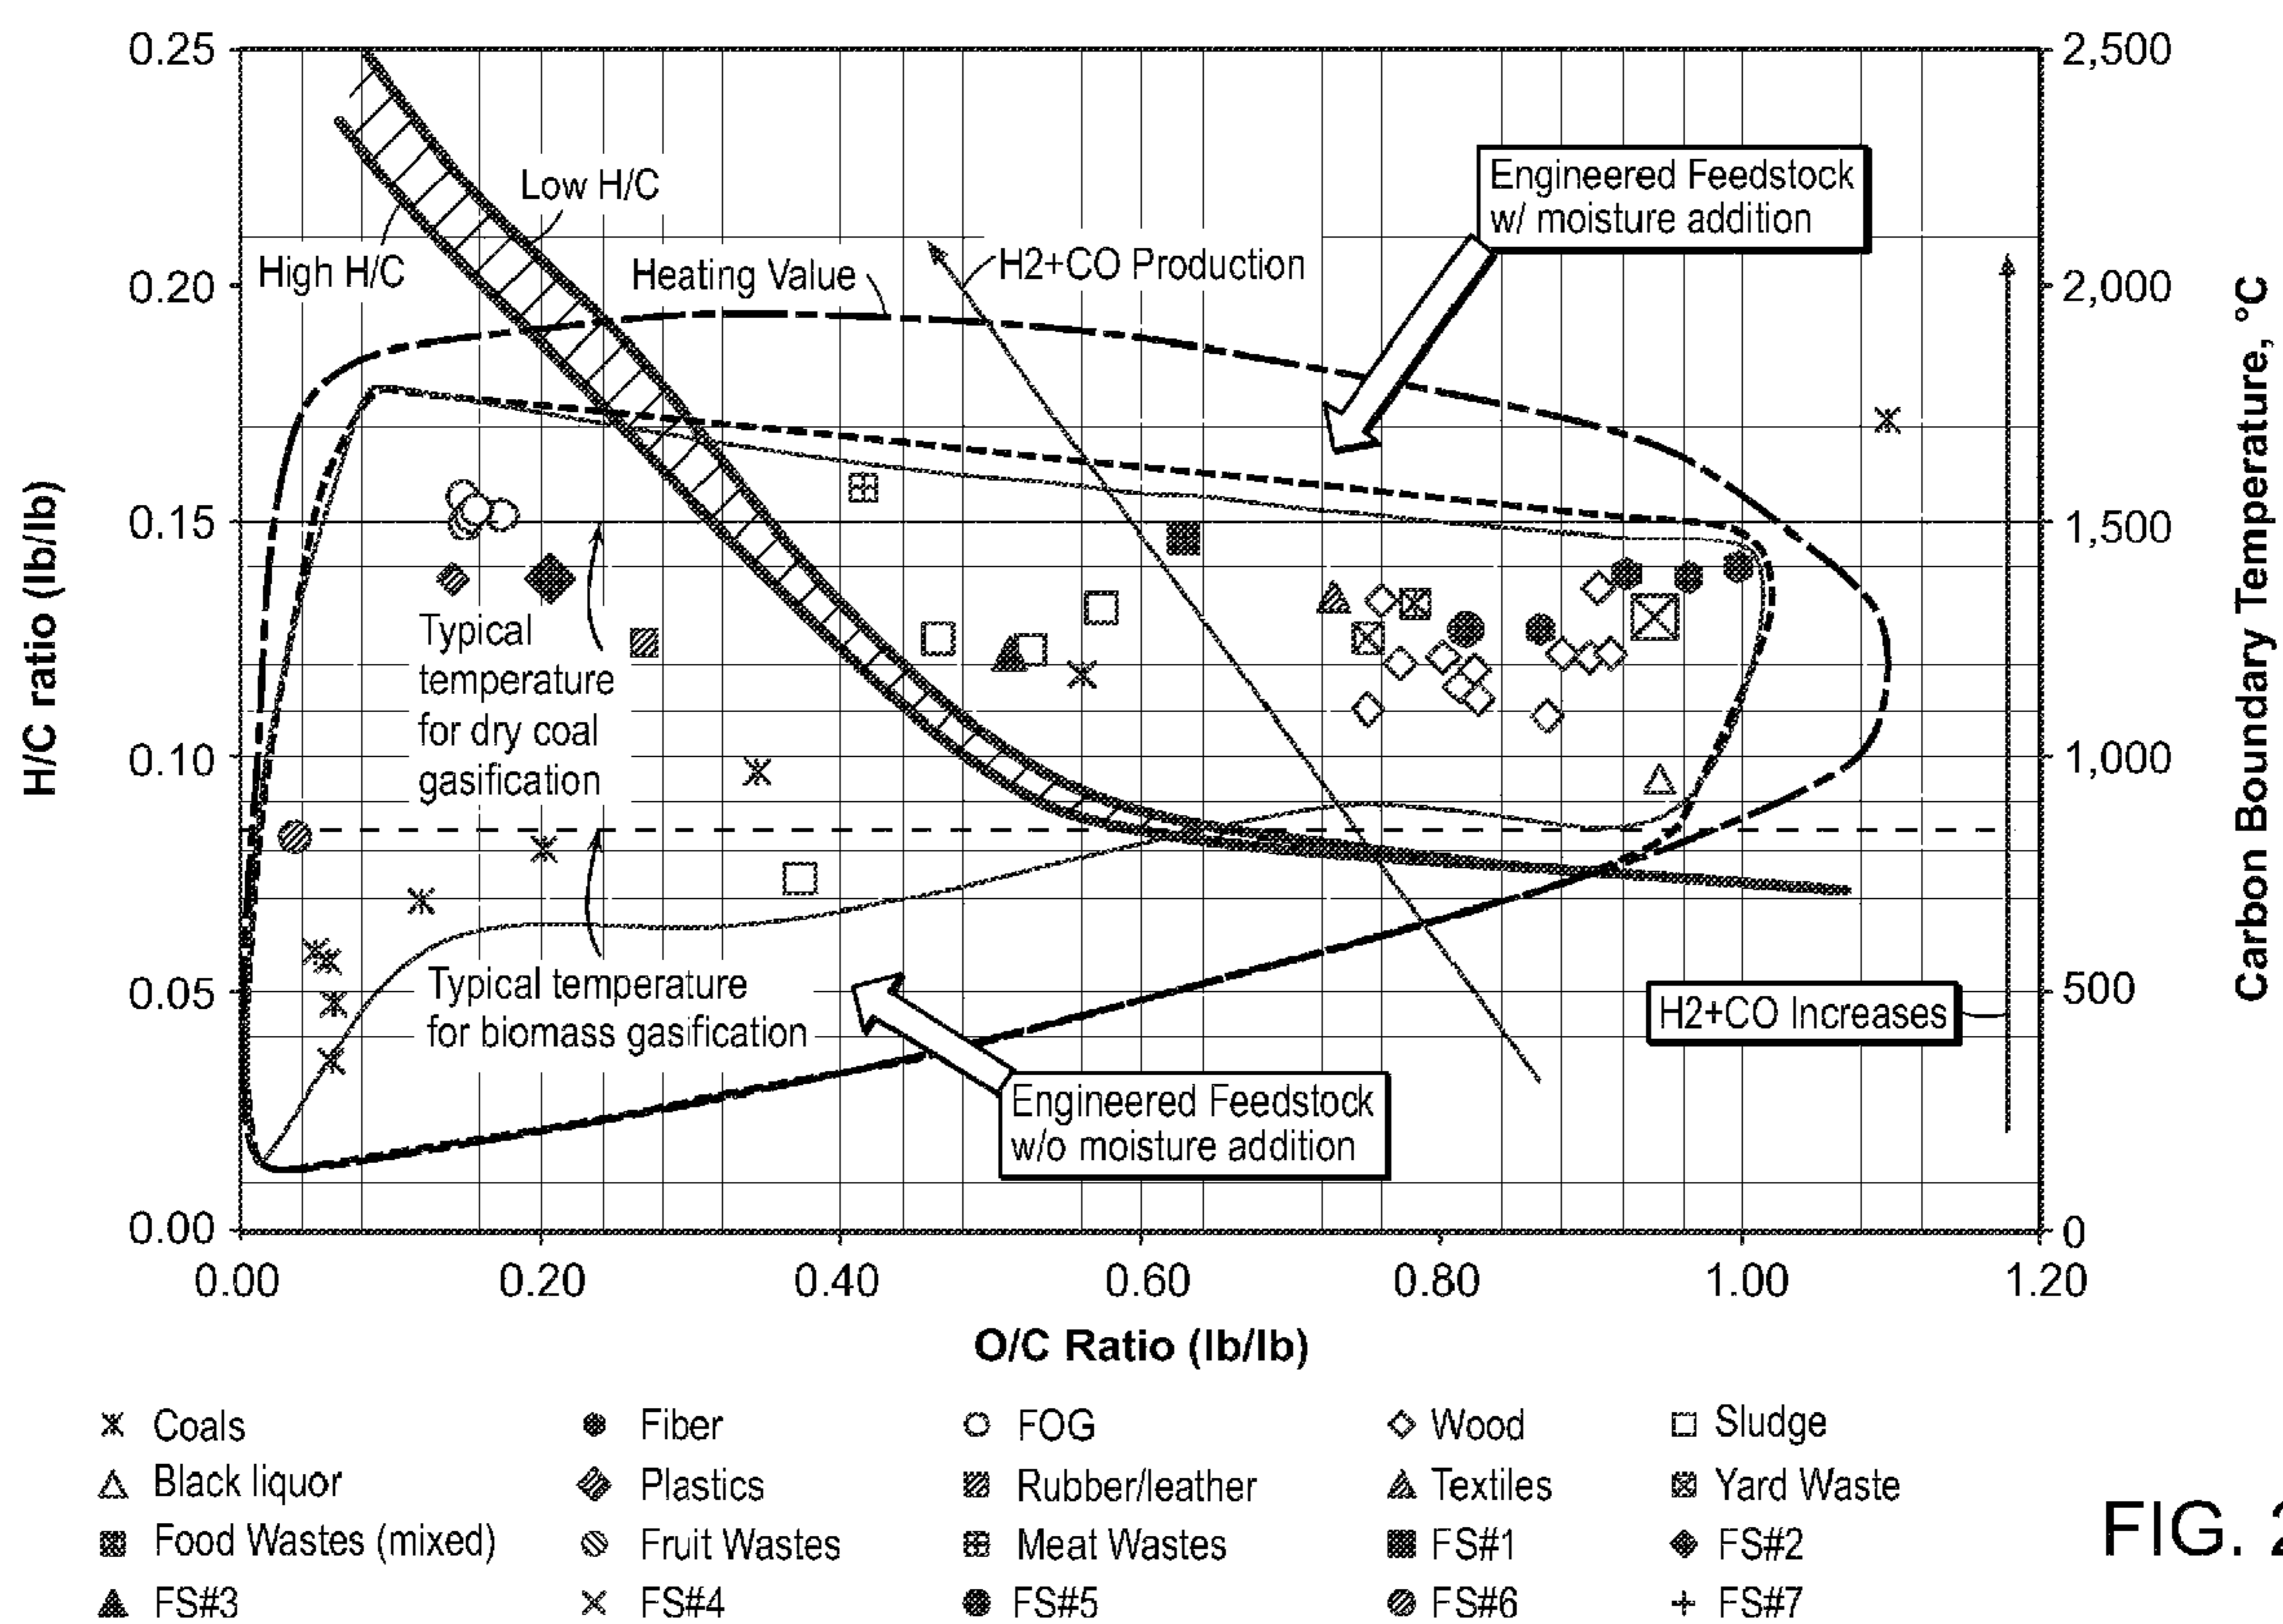 0.25
0.20
0.15
0.10
0.05
0.00
H/C ratio (lb/lb)
2,500
2,000
1,500
1,000
500
0
Carbon Boundary Temperature, °C
Low H/C
High H/C
Heating Value
H2+CO Production
Engineered Feedstock
w/ moisture addition
Typical
temperature
for dry coal
gasification
Typical temperature
for biomass gasification
Engineered Feedstock
w/o moisture addition
H2+CO Increases
0.00 0.20 0.40 0.60 0.80 1.00 1.20
O/C Ratio (lb/lb)
Coals Fiber FOG Wood Sludge
Black liquor Plastics Rubber/leather Textiles Yard Waste
Food Wastes (mixed) Fruit Wastes Meat Wastes FS#1 FS#2
FS#3 FS#4 FS#5 FS#6 FS#7
FIG. 2